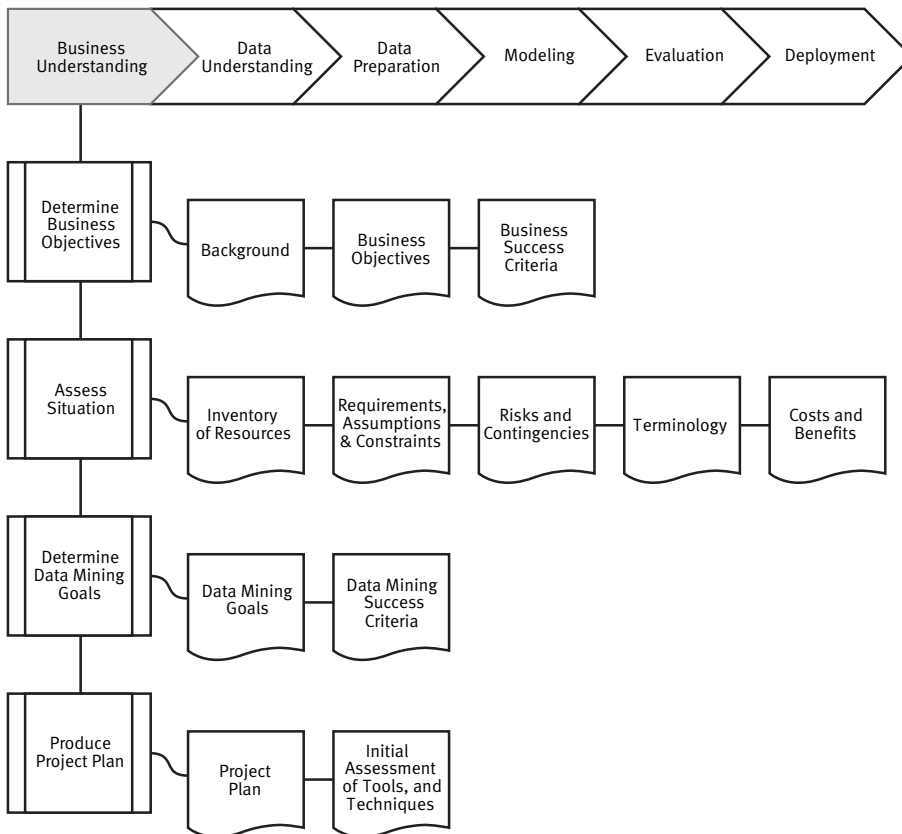 Business
Understanding
Data
Understanding
Data
Preparation
Modeling
Evaluation
Deployment
Determine
Business
Objectives
Background
Business
Objectives
Business
Success
Criteria
Assess
Situation
Inventory
of Resources
Requirements,
Assumptions
& Constraints
Risks and
Contingencies
Terminology
Costs and
Benefits
Determine
Data Mining
Goals
Data Mining
Goals
Data Mining
Success
Criteria
Produce
Project Plan
Project
Plan
Initial
Assessment
of Tools, and
Techniques